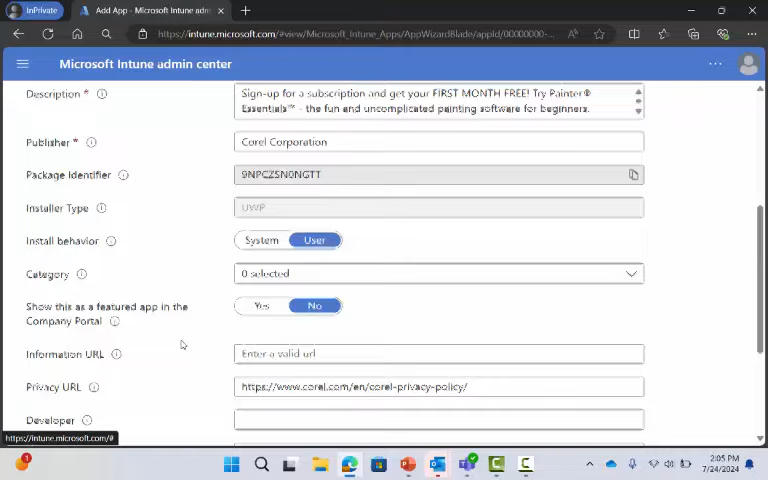 InPrivate
Add App - Microsoft Intune admi
https://intune.microsoft.com/#view/Microsoft_Intune_Apps/AppWizardBlade/appId/00000000-...
Microsoft Intune admin center
Description *
Sign-up for a subscription and get your FIRST MONTH FREE! Try Painter®
Essentials™ - the fun and uncomplicated painting software for beginners.
Publisher *
Corel Corporation
Package Identifier
9NPCZSN0NGTT
Installer Type
UWP
Install behavior
System User
Category
0 selected
Show this as a featured app in the
Company Portal
Yes No
Information URL
Enter a valid url
Privacy URL
https://www.corel.com/en/corel-privacy-policy/
Developer
https://intune.microsoft.com/#
1
2:05 PM
7/24/2024